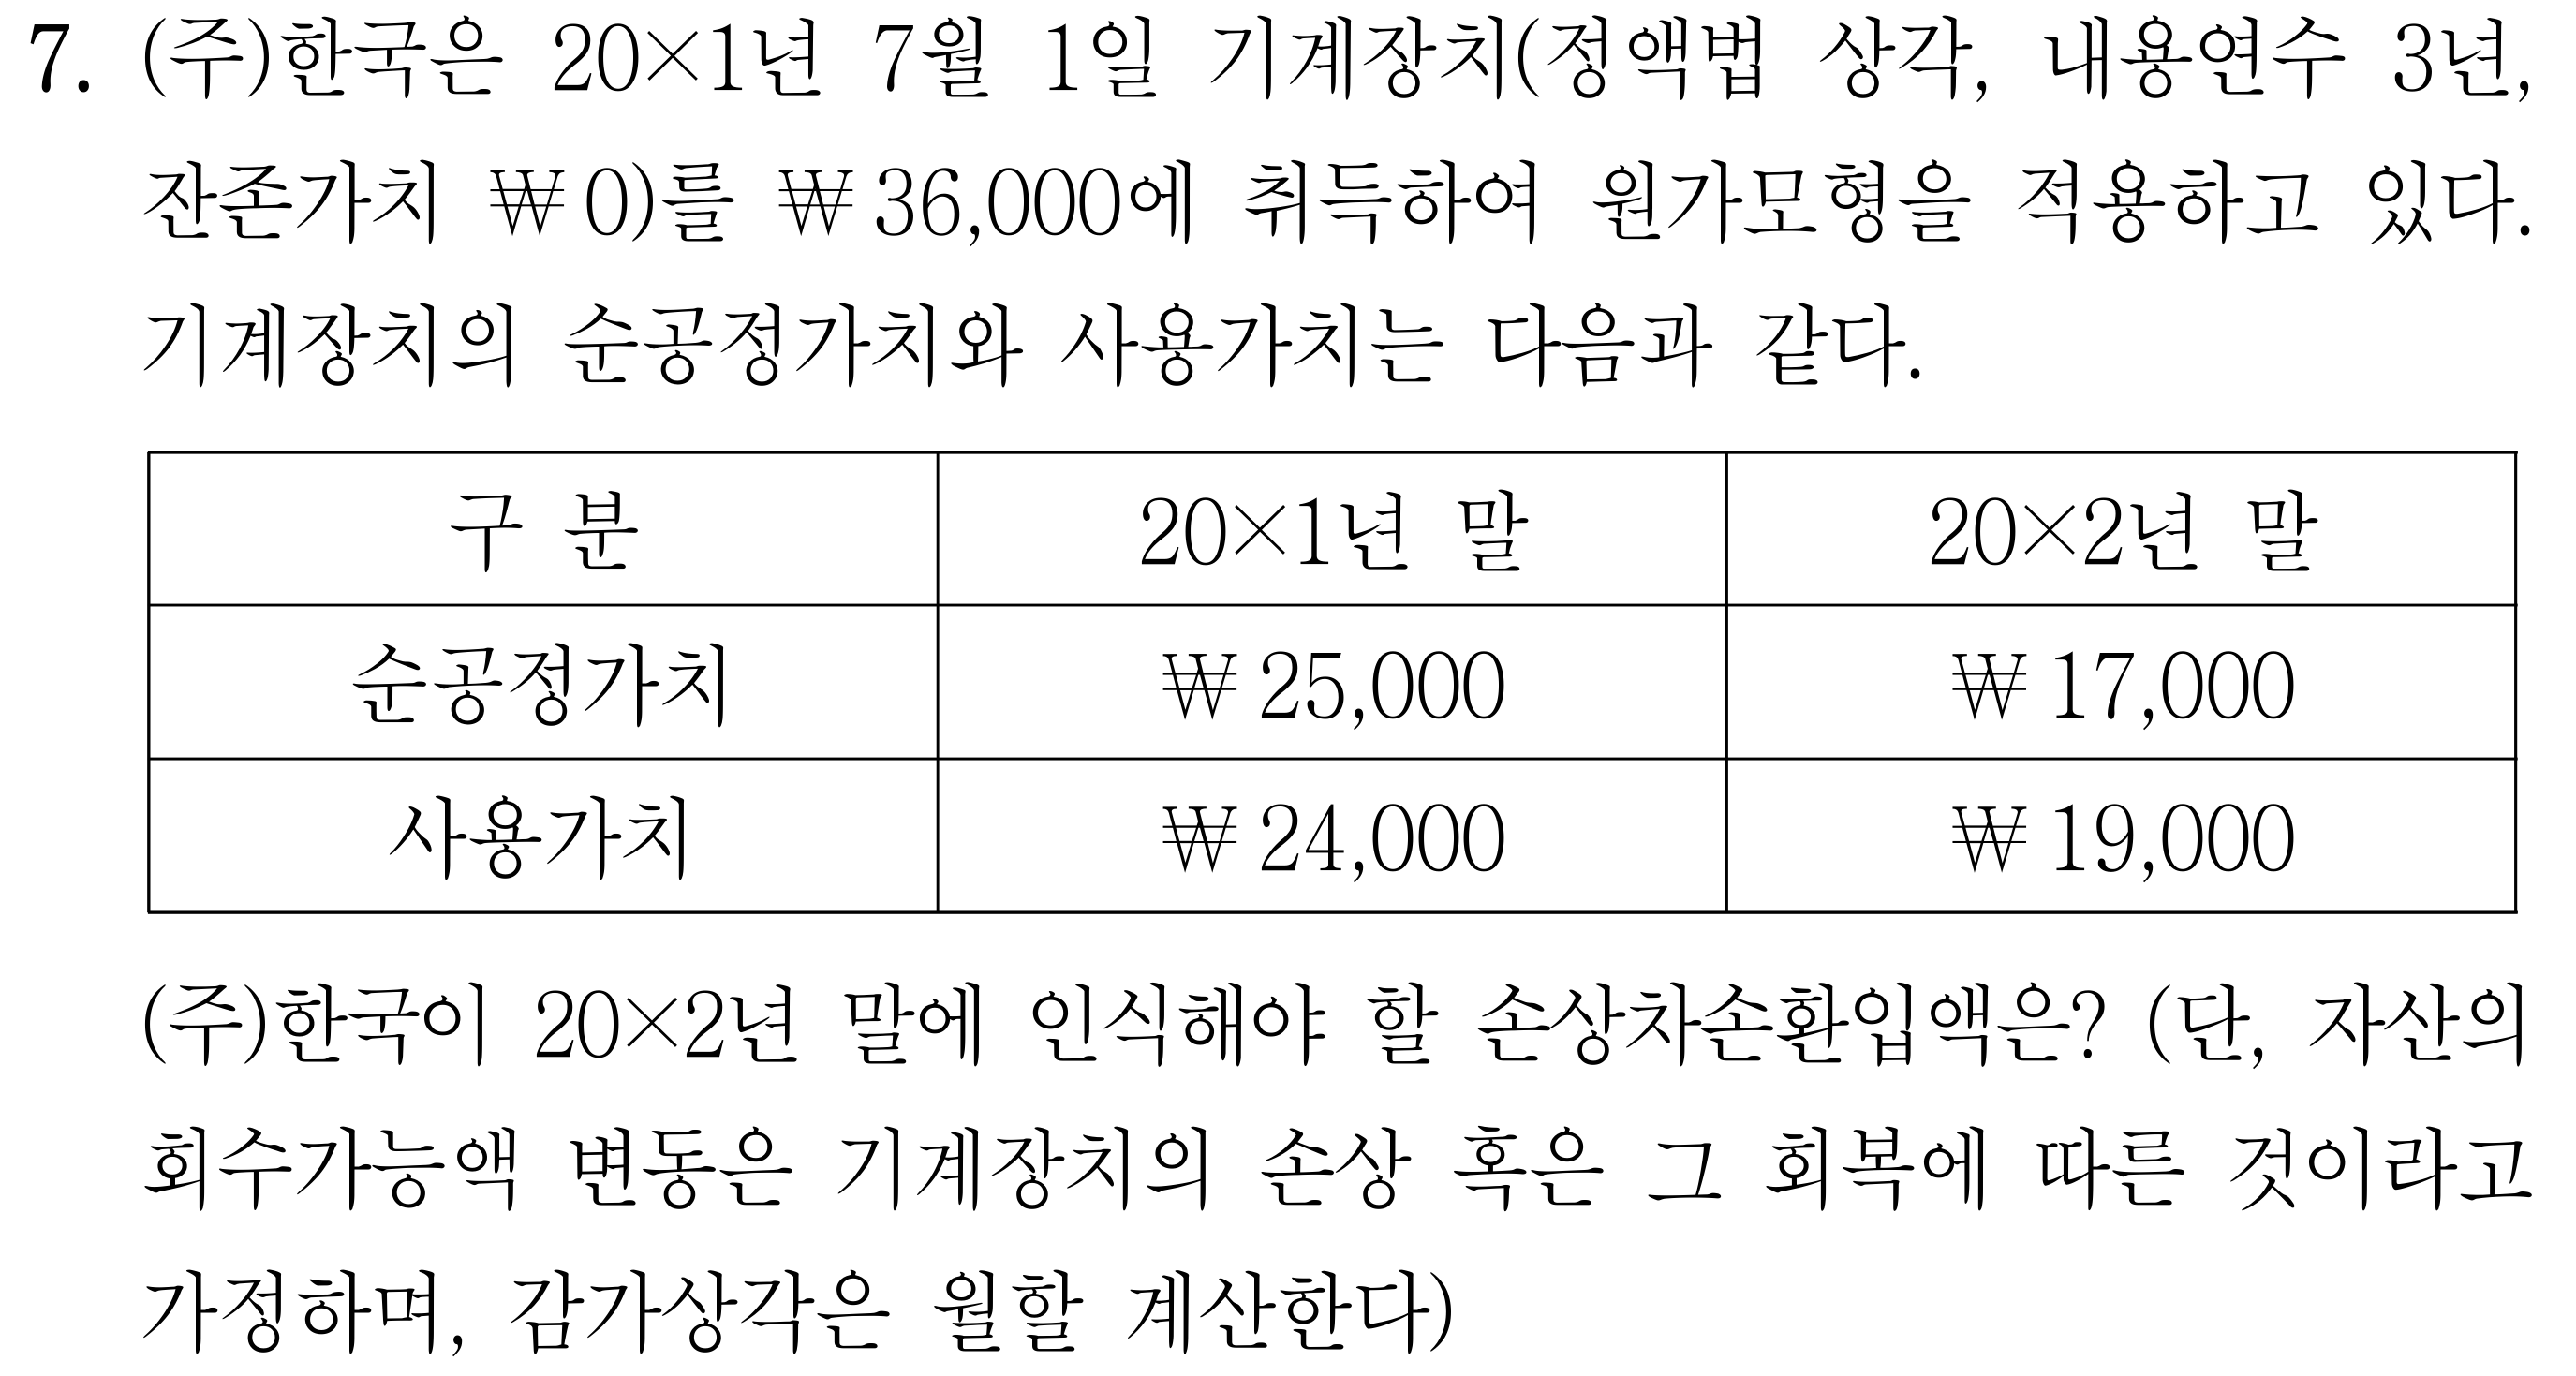 7. (주)한국은 20×1년 7월 1일 기계장치(정액법 상각, 내용연수 3년,
잔존가치 ₩0)를 ₩36,000에 취득하여 원가모형을 적용하고 있다.
기계장치의 순공정가치와 사용가치는 다음과 같다.
구 분 20×1년 말 20×2년 말
순공정가치 ₩25,000 ₩17,000
사용가치 ₩24,000 ₩19,000
(주)한국이 20×2년 말에 인식해야 할 손상차손환입액은? (단, 자산의
회수가능액 변동은 기계장치의 손상 혹은 그 회복에 따른 것이라고
가정하며, 감가상각은 월할 계산한다)